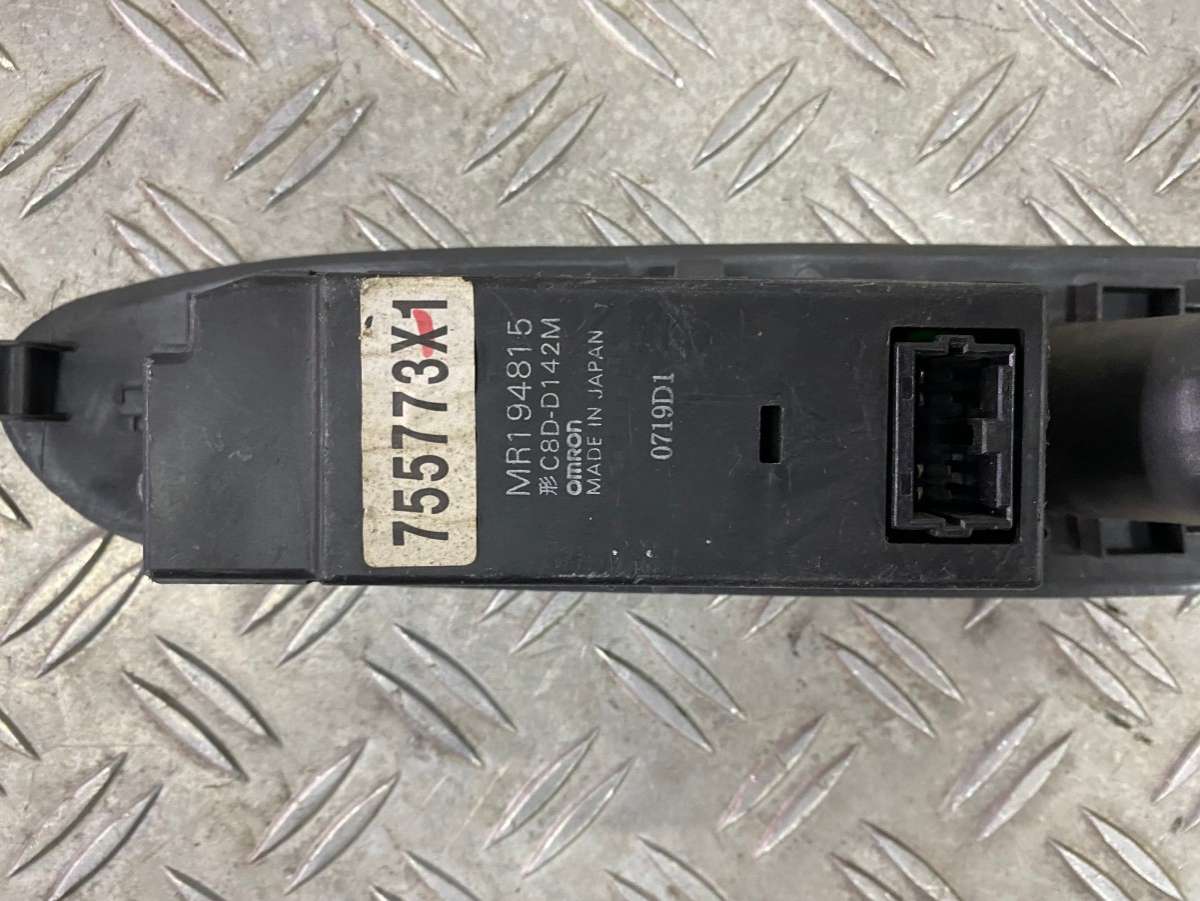 755773X1
MR194815
形C8D-D142M
omron
MADE IN JAPAN
0719D1